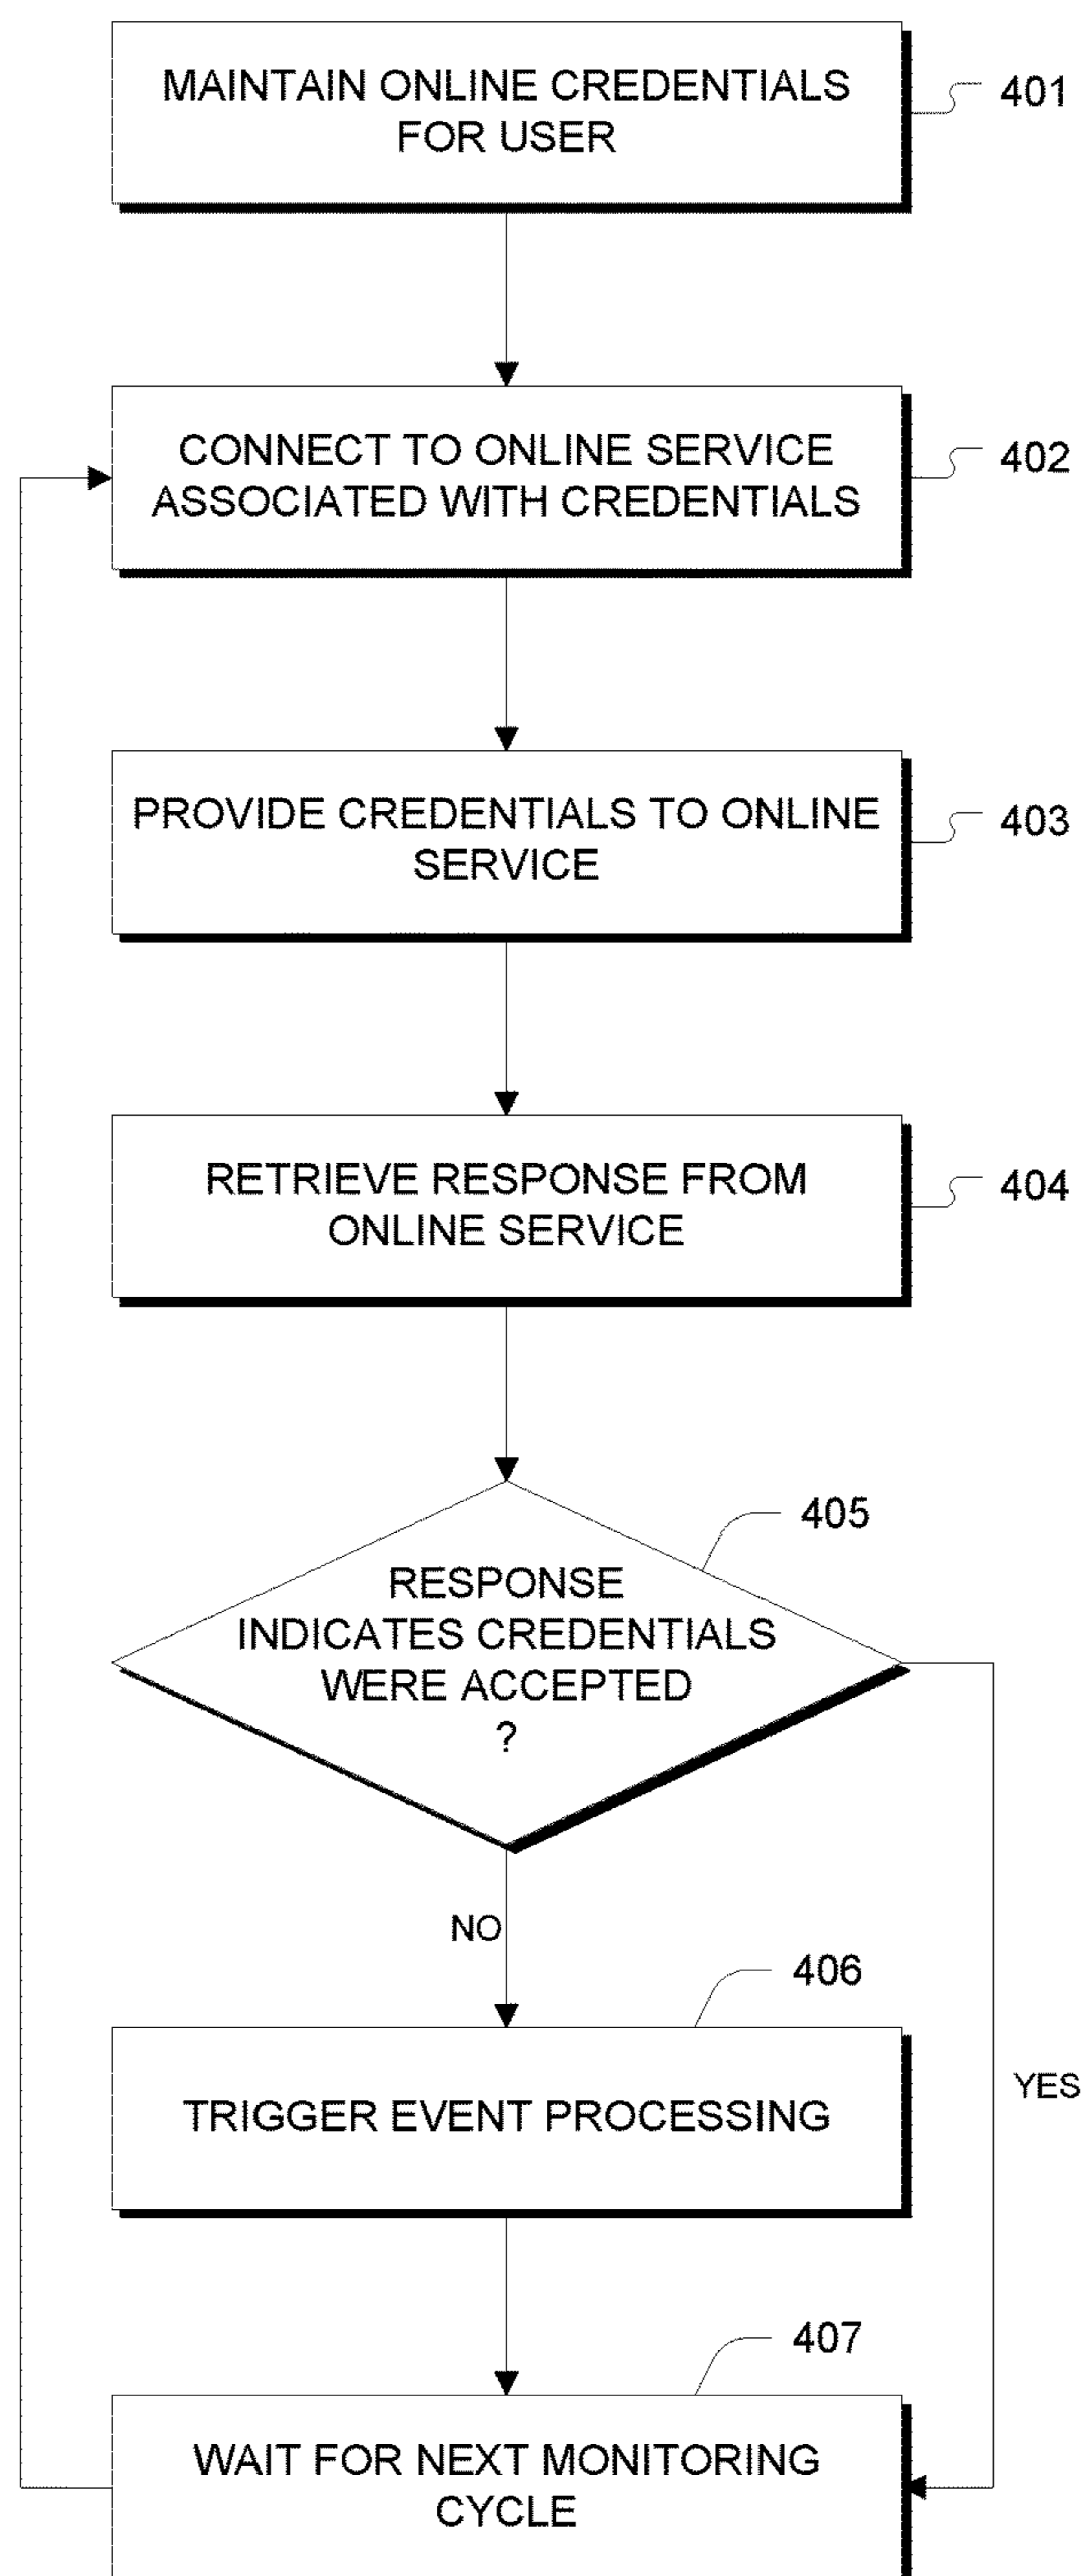 MAINTAIN ONLINE CREDENTIALS
FOR USER
401
CONNECT TO ONLINE SERVICE
ASSOCIATED WITH CREDENTIALS
402
PROVIDE CREDENTIALS TO ONLINE
SERVICE
403
RETRIEVE RESPONSE FROM
ONLINE SERVICE
404
405
RESPONSE
INDICATES CREDENTIALS
WERE ACCEPTED
?
NO
406
TRIGGER EVENT PROCESSING
YES
407
WAIT FOR NEXT MONITORING
CYCLE